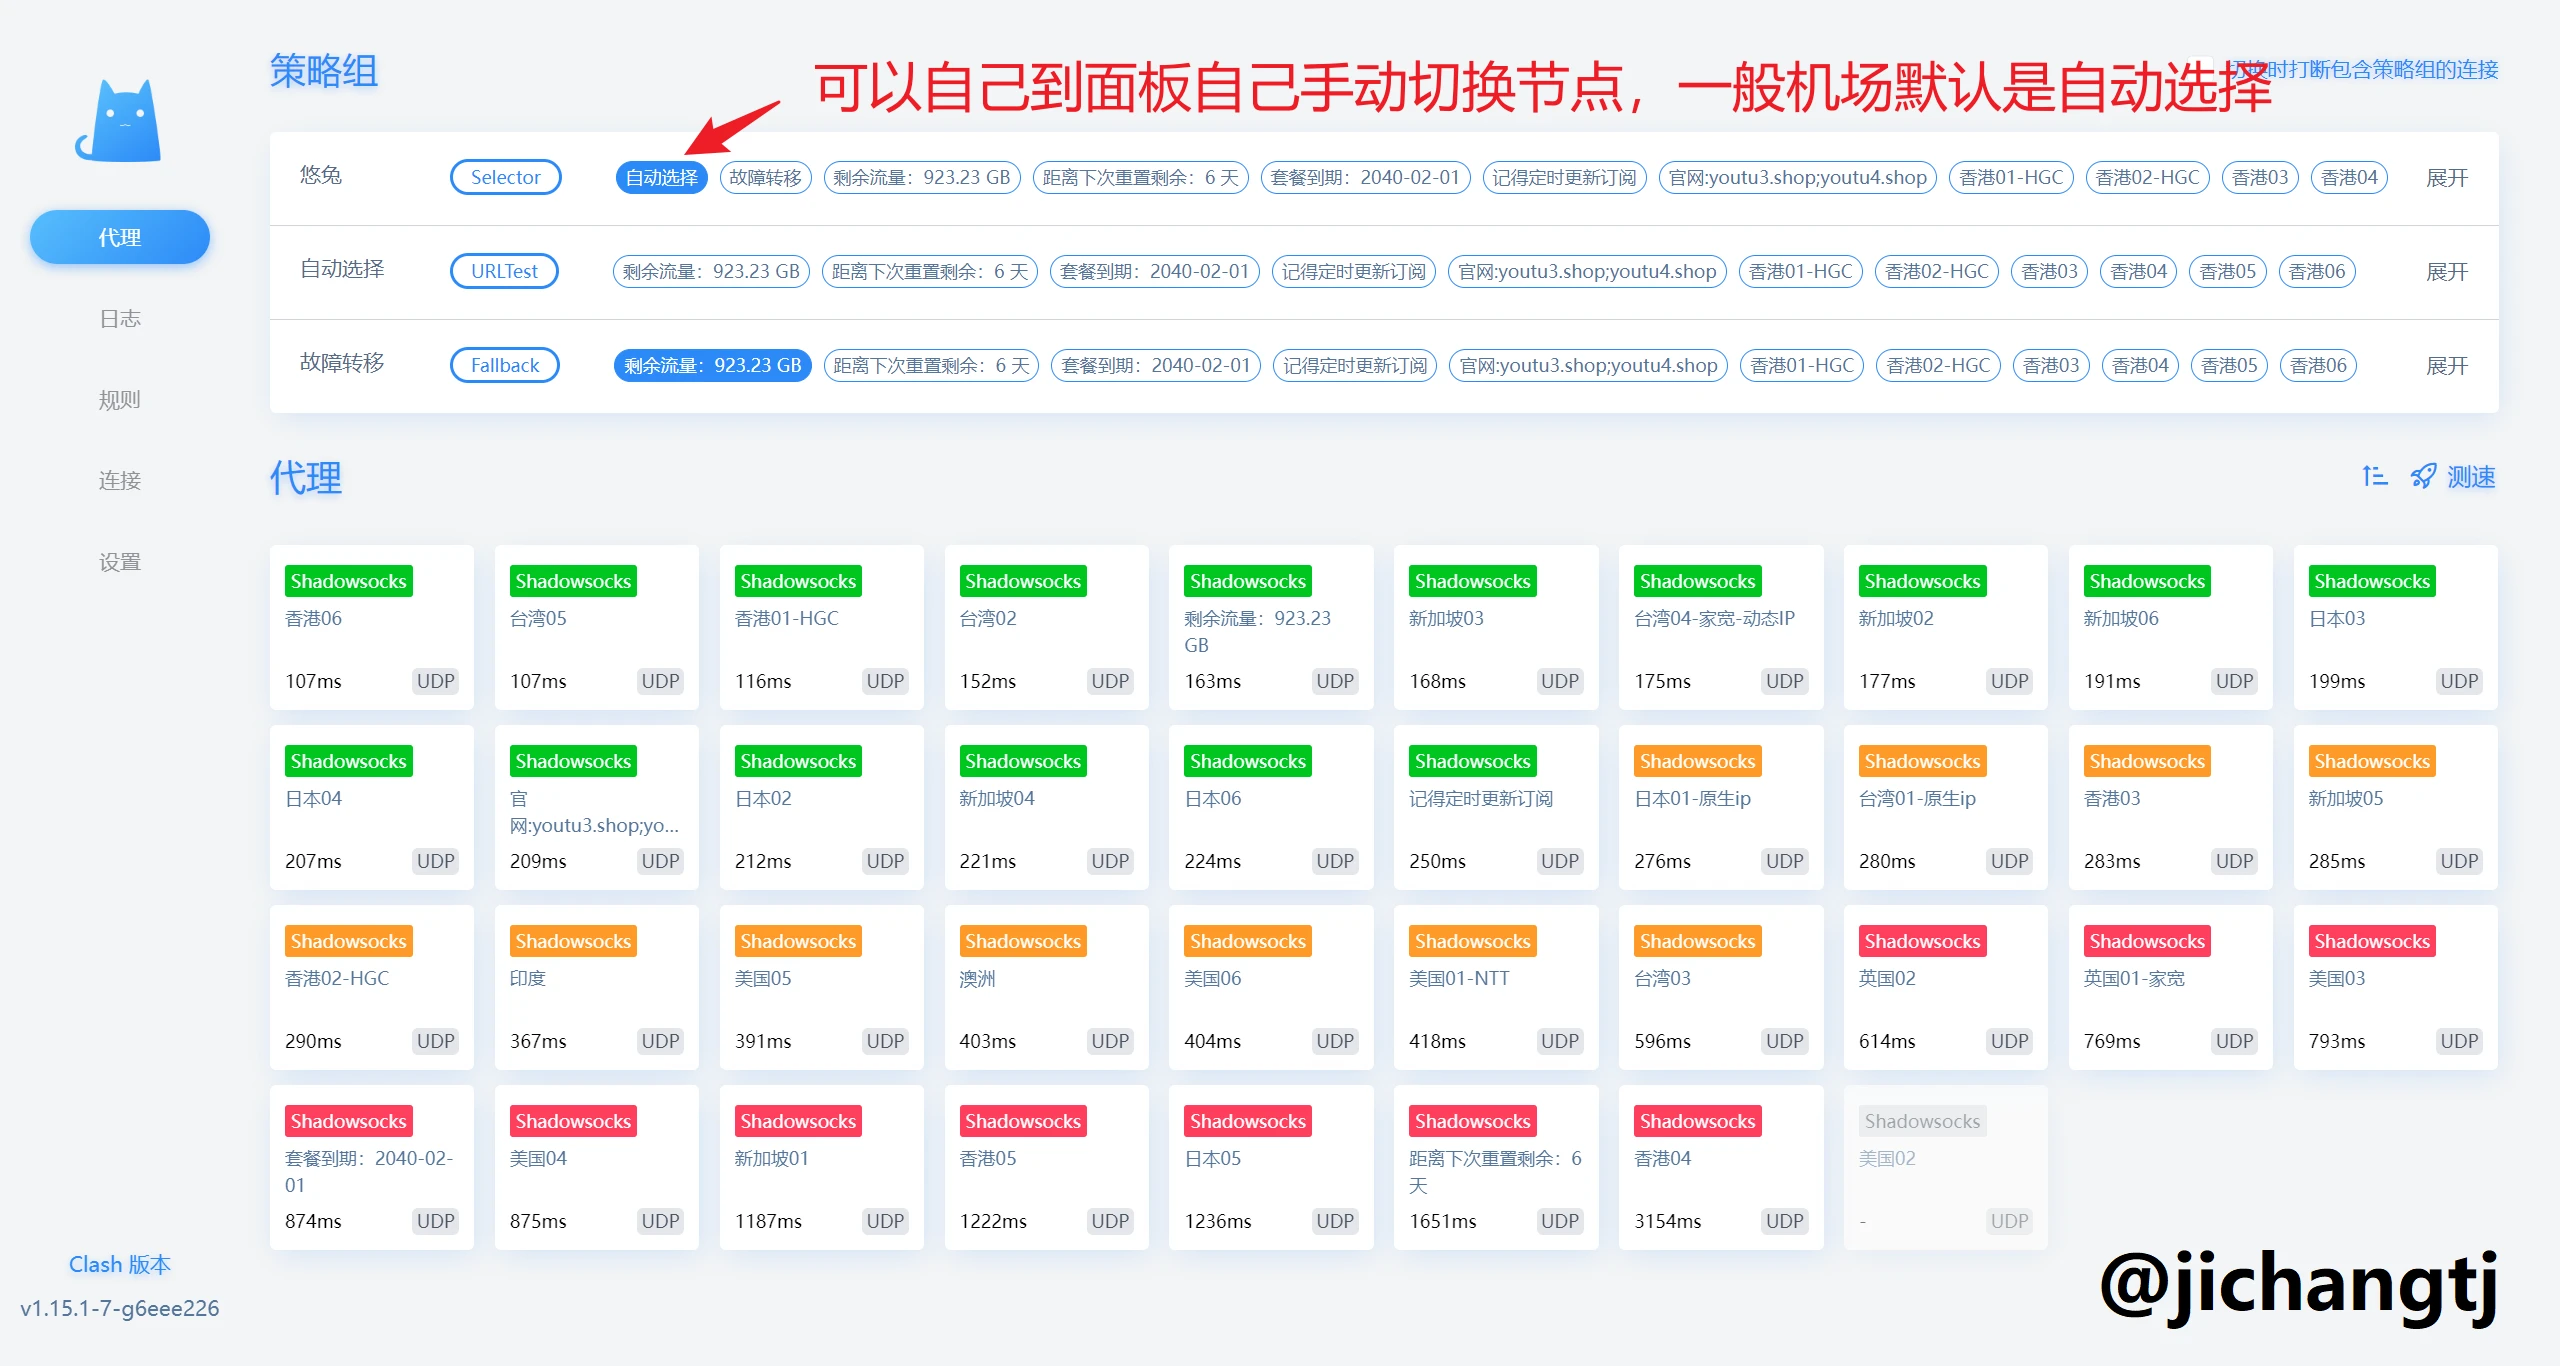 策略组
可以自己到面板自己手动切换节点，一般机场默认是自动选择
切换时打断包含策略组的连接
悠兔 Selector 自动选择 故障转移 剩余流量：923.23 GB 距离下次重置剩余：6 天 套餐到期：2040-02-01 记得定时更新订阅 官网:youtu3.shop;youtu4.shop 香港01-HGC 香港02-HGC 香港03 香港04 展开
代理
自动选择 URLTest 剩余流量：923.23 GB 距离下次重置剩余：6 天 套餐到期：2040-02-01 记得定时更新订阅 官网:youtu3.shop;youtu4.shop 香港01-HGC 香港02-HGC 香港03 香港04 香港05 香港06 展开
日志
故障转移 Fallback 剩余流量：923.23 GB 距离下次重置剩余：6 天 套餐到期：2040-02-01 记得定时更新订阅 官网:youtu3.shop;youtu4.shop 香港01-HGC 香港02-HGC 香港03 香港04 香港05 香港06 展开
规则
连接
设置
代理 测速
Shadowsocks Shadowsocks Shadowsocks Shadowsocks Shadowsocks Shadowsocks Shadowsocks Shadowsocks Shadowsocks Shadowsocks
香港06 台湾05 香港01-HGC 台湾02 剩余流量：923.23 新加坡03 台湾04-家宽-动态IP 新加坡02 新加坡06 日本03
GB
107ms UDP 107ms UDP 116ms UDP 152ms UDP 163ms UDP 168ms UDP 175ms UDP 177ms UDP 191ms UDP 199ms UDP
Shadowsocks Shadowsocks Shadowsocks Shadowsocks Shadowsocks Shadowsocks Shadowsocks Shadowsocks Shadowsocks Shadowsocks
日本04 官 日本02 新加坡04 日本06 记得定时更新订阅 日本01-原生ip 台湾01-原生ip 香港03 新加坡05
网:youtu3.shop;yo...
207ms UDP 209ms UDP 212ms UDP 221ms UDP 224ms UDP 250ms UDP 276ms UDP 280ms UDP 283ms UDP 285ms UDP
Shadowsocks Shadowsocks Shadowsocks Shadowsocks Shadowsocks Shadowsocks Shadowsocks Shadowsocks Shadowsocks Shadowsocks
香港02-HGC 印度 美国05 澳洲 美国06 美国01-NTT 台湾03 英国02 英国01-家宽 美国03
290ms UDP 367ms UDP 391ms UDP 403ms UDP 404ms UDP 418ms UDP 596ms UDP 614ms UDP 769ms UDP 793ms UDP
Shadowsocks Shadowsocks Shadowsocks Shadowsocks Shadowsocks Shadowsocks Shadowsocks Shadowsocks
套餐到期：2040-02- 美国04 新加坡01 香港05 日本05 距离下次重置剩余：6 香港04 美国02
01 天
874ms UDP 875ms UDP 1187ms UDP 1222ms UDP 1236ms UDP 1651ms UDP 3154ms UDP - UDP
Clash 版本
v1.15.1-7-g6eee226
@jichangtj